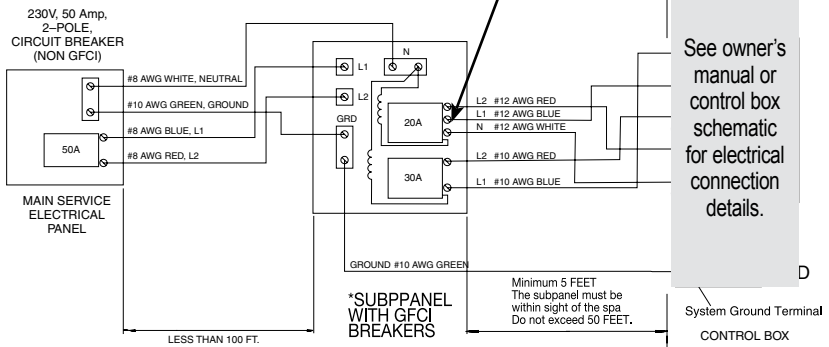 230V, 50 Amp,
2–POLE,
CIRCUIT BREAKER
(NON GFCI)
#8 AWG WHITE, NEUTRAL
#10 AWG GREEN, GROUND
#8 AWG BLUE, L1
50A
#8 AWG RED, L2
MAIN SERVICE
ELECTRICAL
PANEL
LESS THAN 100 FT.
N
L1
L2
GRD
20A
30A
L2 #12 AWG RED
L1 #12 AWG BLUE
N #12 AWG WHITE
L2 #10 AWG RED
L1 #10 AWG BLUE
GROUND #10 AWG GREEN
*SUBPPANEL
WITH GFCI
BREAKERS
Minimum 5 FEET
The subpanel must be
within sight of the spa
Do not exceed 50 FEET.
See owner's
manual or
control box
schematic
for electrical
connection
details.
D
System Ground Terminal
CONTROL BOX